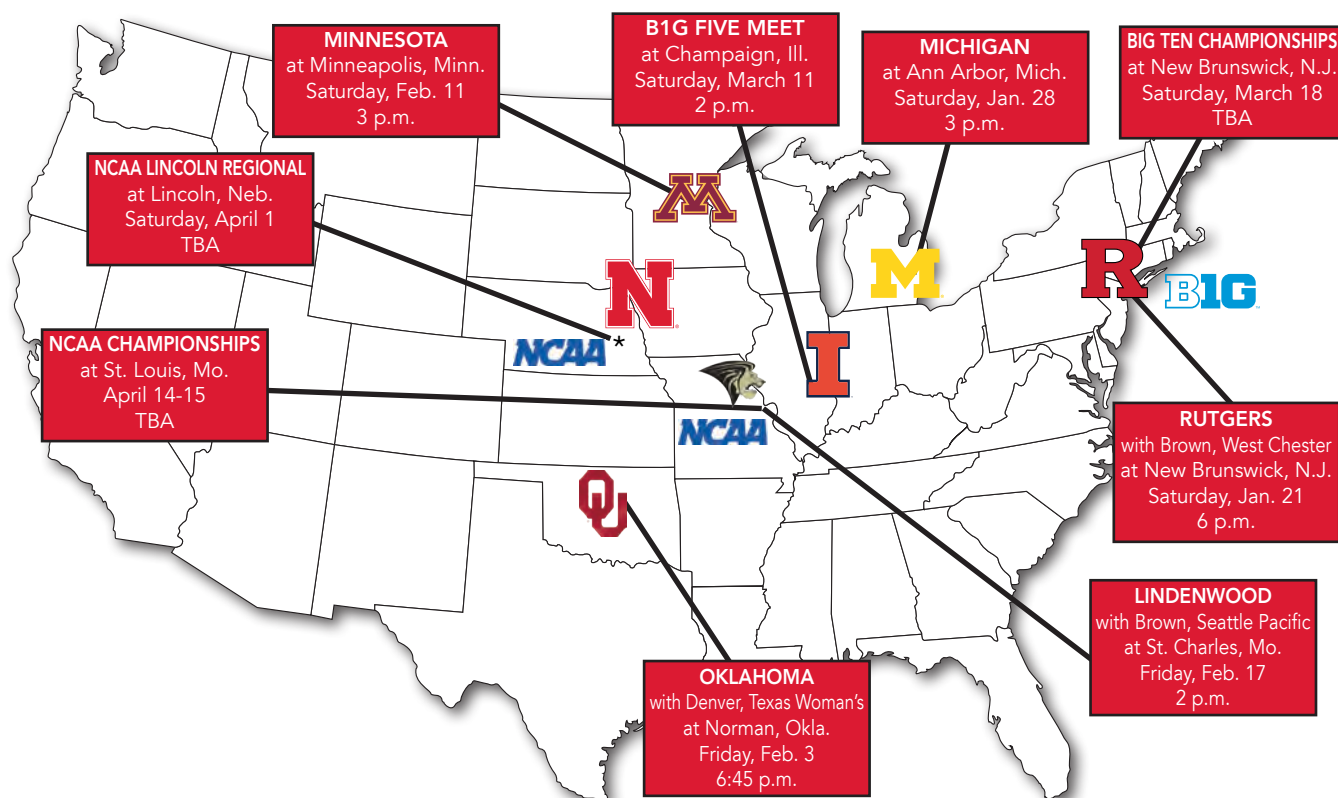 MINNESOTA
at Minneapolis, Minn.
Saturday, Feb. 11
3 p.m.
B1G FIVE MEET
at Champaign, Ill.
Saturday, March 11
2 p.m.
MICHIGAN
at Ann Arbor, Mich.
Saturday, Jan. 28
3 p.m.
BIG TEN CHAMPIONSHIPS
at New Brunswick, N.J.
Saturday, March 18
TBA
NCAA LINCOLN REGIONAL
at Lincoln, Neb.
Saturday, April 1
TBA
M
N
M
R
B1G
NCAA CHAMPIONSHIPS
at St. Louis, Mo.
April 14-15
TBA
NCAA *
I
NCAA
OU
RUTGERS
with Brown, West Chester
at New Brunswick, N.J.
Saturday, Jan. 21
6 p.m.
LINDENWOOD
with Brown, Seattle Pacific
at St. Charles, Mo.
Friday, Feb. 17
2 p.m.
OKLAHOMA
with Denver, Texas Woman's
at Norman, Okla.
Friday, Feb. 3
6:45 p.m.